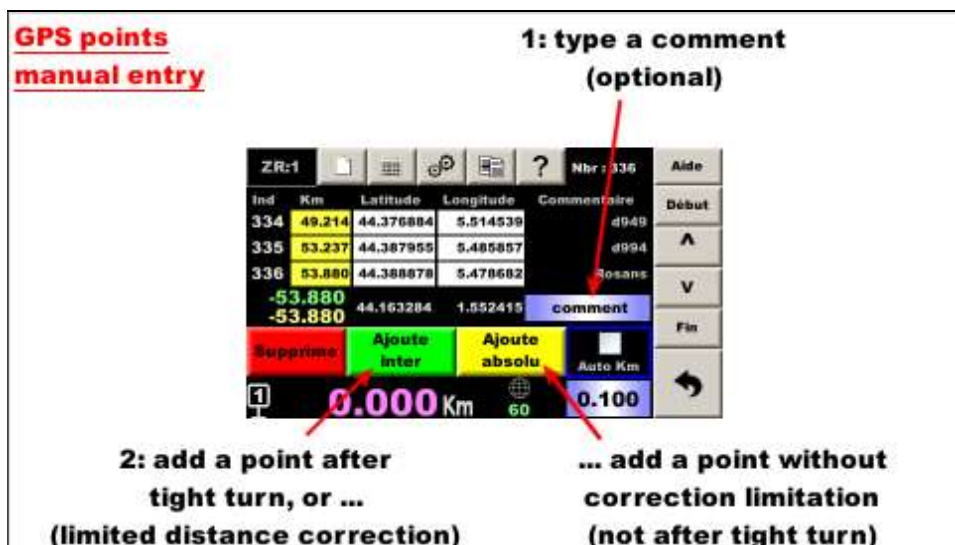 GPS points
manual entry
1: type a comment
(optional)
ZR:1 ? Nbr : 336 Aide
Ind Km Latitude Longitude Commentaire Début
334 49.214 44.376884 5.514539 d949
335 53.237 44.387955 5.485857 d994
336 53.880 44.388878 5.478682 Rosans
-53.880
-53.880
44.163284 1.552415 comment
Fin
Supprime
Ajoute
inter
Ajoute
absolu
Auto Km
1 0.000 Km 60 0.100
2: add a point after
tight turn, or ...
(limited distance correction)
... add a point without
correction limitation
(not after tight turn)